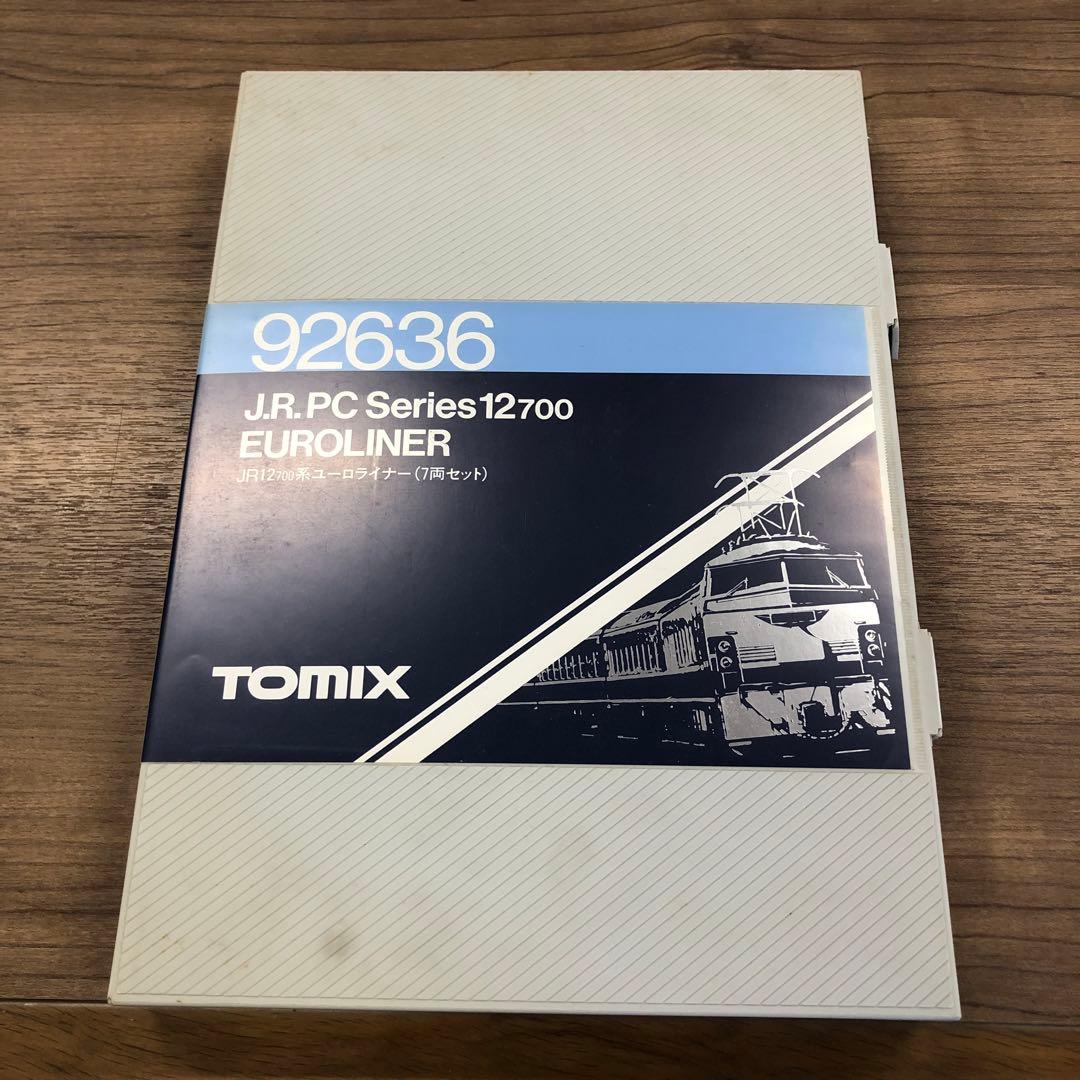 92636
J.R. PC Series 12700
EUROLINER
JR12700系ユーロライナー(7両セット)
TOMIX